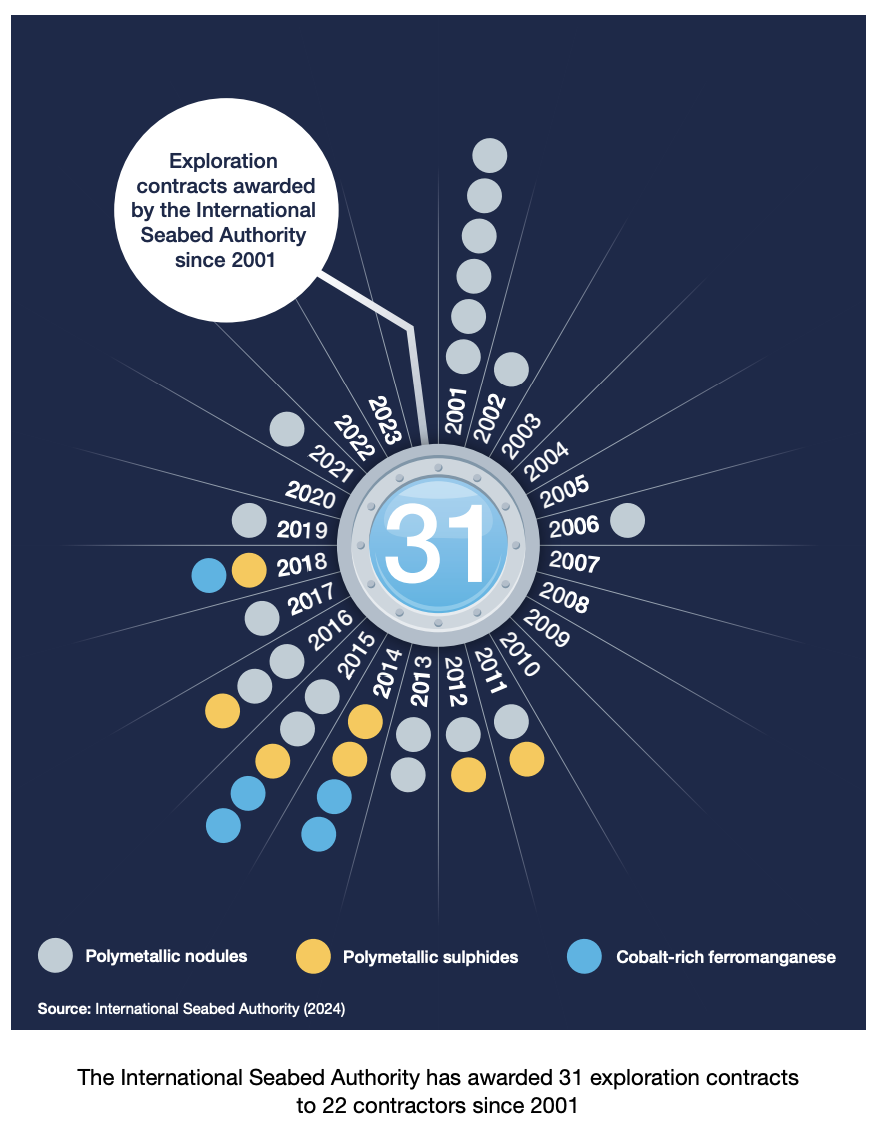 Exploration
contracts awarded
by the International
Seabed Authority
since 2001
2001
2002
2003
2004
2005
2006
2007
2008
2009
2010
2011
2012
2013
2014
2015
2016
2017
2018
2019
2020
2021
2022
2023
31
Polymetallic nodules
Polymetallic sulphides
Cobalt-rich ferromanganese
Source: International Seabed Authority (2024)
The International Seabed Authority has awarded 31 exploration contracts
to 22 contractors since 2001